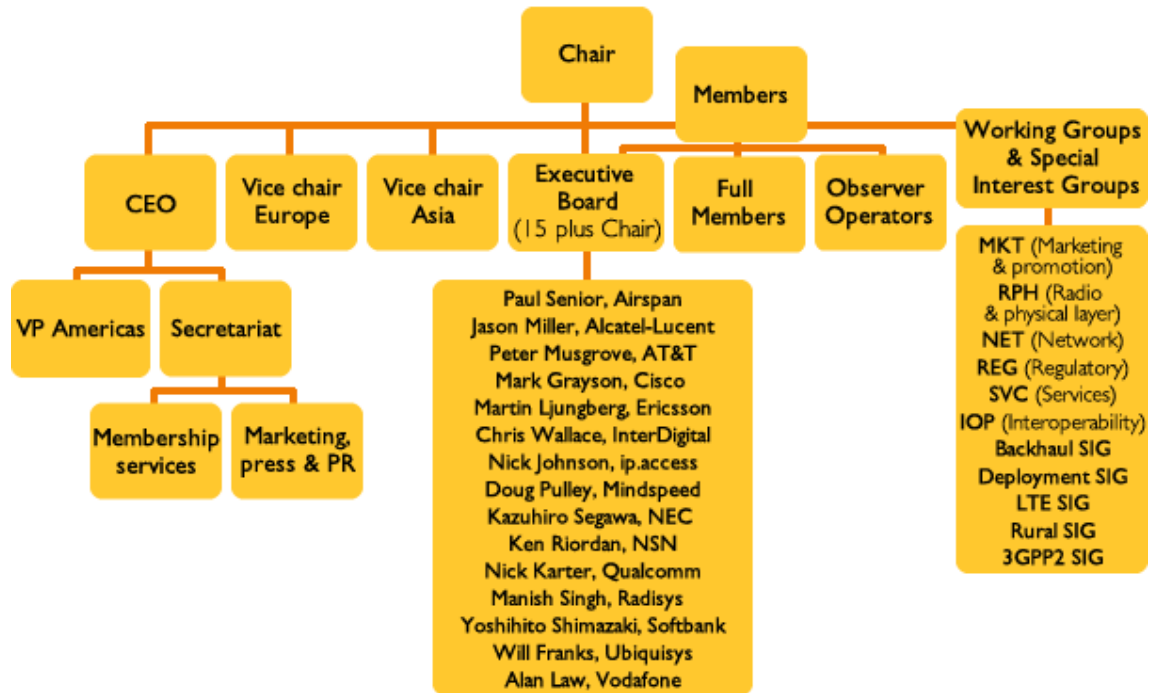 Chair
Members
Working Groups
& Special
Interest Groups
CEO
Vice chair
Europe
Vice chair
Asia
Executive
Board
(15 plus Chair)
Full
Members
Observer
Operators
VP Americas
Secretariat
Membership
services
Marketing,
press & PR
Paul Senior, Airspan
Jason Miller, Alcatel-Lucent
Peter Musgrove, AT&T
Mark Grayson, Cisco
Martin Ljungberg, Ericsson
Chris Wallace, InterDigital
Nick Johnson, ip.access
Doug Pulley, Mindspeed
Kazuhiro Segawa, NEC
Ken Riordan, NSN
Nick Karter, Qualcomm
Manish Singh, Radisys
Yoshihito Shimazaki, Softbank
Will Franks, Ubiquisys
Alan Law, Vodafone
MKT (Marketing
& promotion)
RPH (Radio
& physical layer)
NET (Network)
REG (Regulatory)
SVC (Services)
IOP (Interoperability)
Backhaul SIG
Deployment SIG
LTE SIG
Rural SIG
3GPP2 SIG